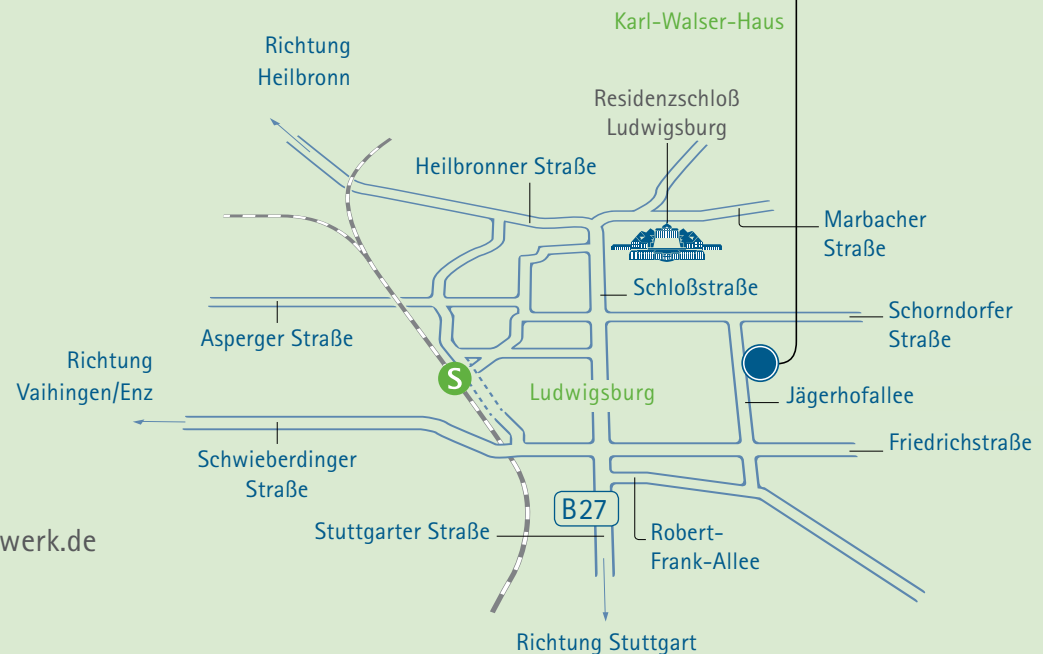 Karl-Walser-Haus
Richtung
Heilbronn
Residenzschloß
Ludwigsburg
Heilbronner Straße
Marbacher
Straße
Schloßstraße
Schorndorfer
Straße
Asperger Straße
Richtung
Vaihingen/Enz
S
Ludwigsburg
Jägerhofallee
Friedrichstraße
Schwieberdinger
Straße
B27
Stuttgarter Straße
Robert-
Frank-Allee
werk.de
Richtung Stuttgart